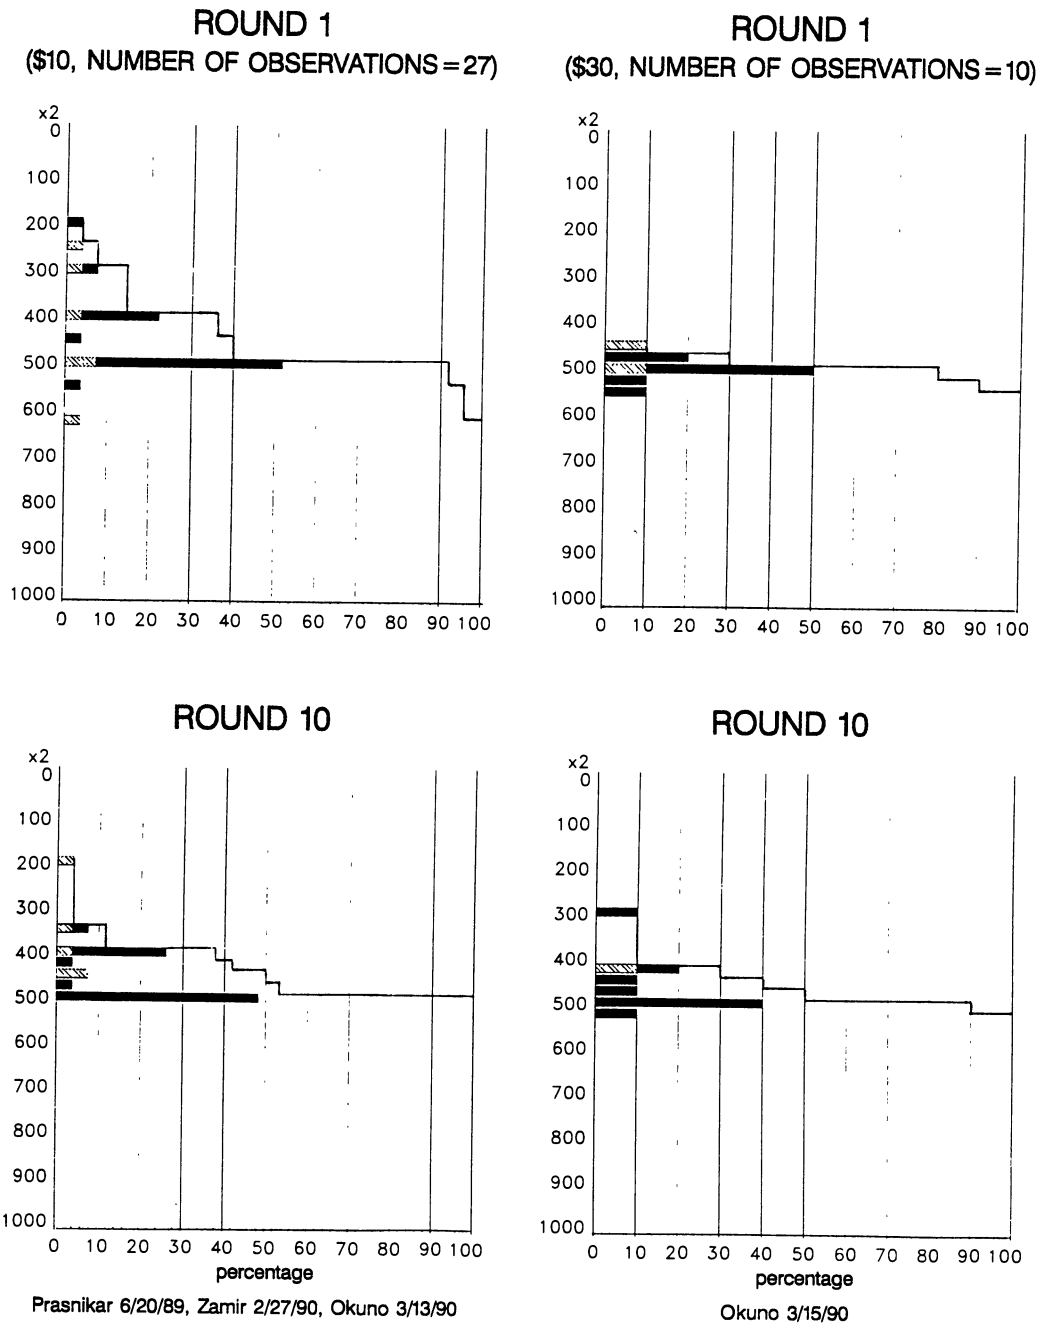 ROUND 1
($10, NUMBER OF OBSERVATIONS=27)
x2
0
100
200
300
400
500
600
700
800
900
1000
0 10 20 30 40 50 60 70 80 90 100
ROUND 1
($30, NUMBER OF OBSERVATIONS=10)
x2
0
100
200
300
400
500
600
700
800
900
1000
0 10 20 30 40 50 60 70 80 90 100
ROUND 10
x2
0
100
200
300
400
500
600
700
800
900
1000
0 10 20 30 40 50 60 70 80 90 100
percentage
Prasnikar 6/20/89, Zamir 2/27/90, Okuno 3/13/90
ROUND 10
x2
0
100
200
300
400
500
600
700
800
900
1000
0 10 20 30 40 50 60 70 80 90 100
percentage
Okuno 3/15/90